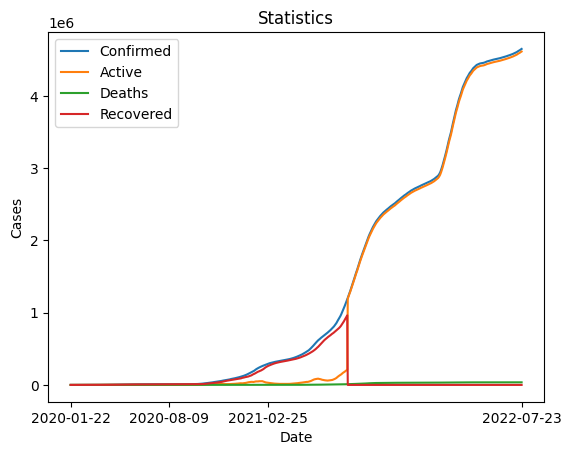 Statistics
1e6
Confirmed
Active
Deaths
Recovered
4
3
2
1
0
Cases
2020-01-22 2020-08-09 2021-02-25 2022-07-23
Date